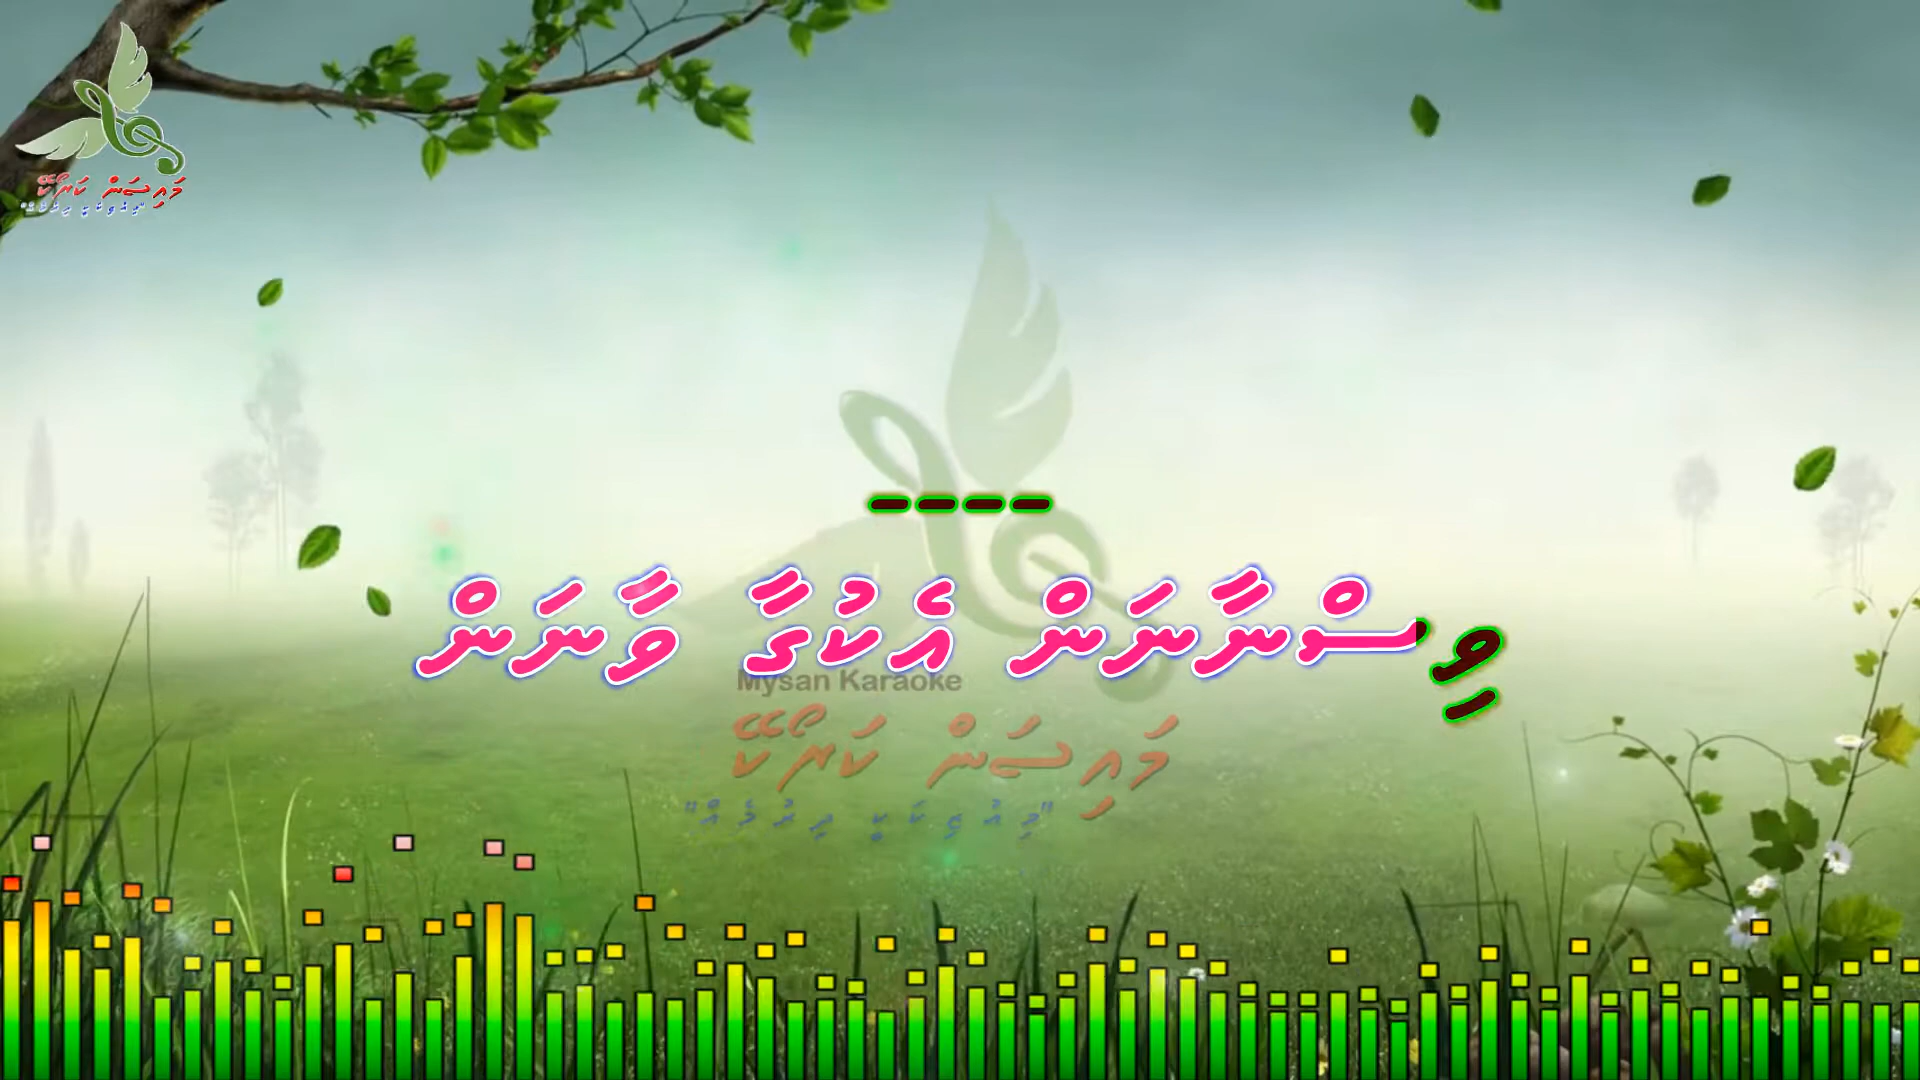 މައިސަން ކަރޯކޭ
----
ވިސްނާނަން އެކުގާ ވާނަން
Mysan Karaoke
މައިސަން ކަރޯކޭ